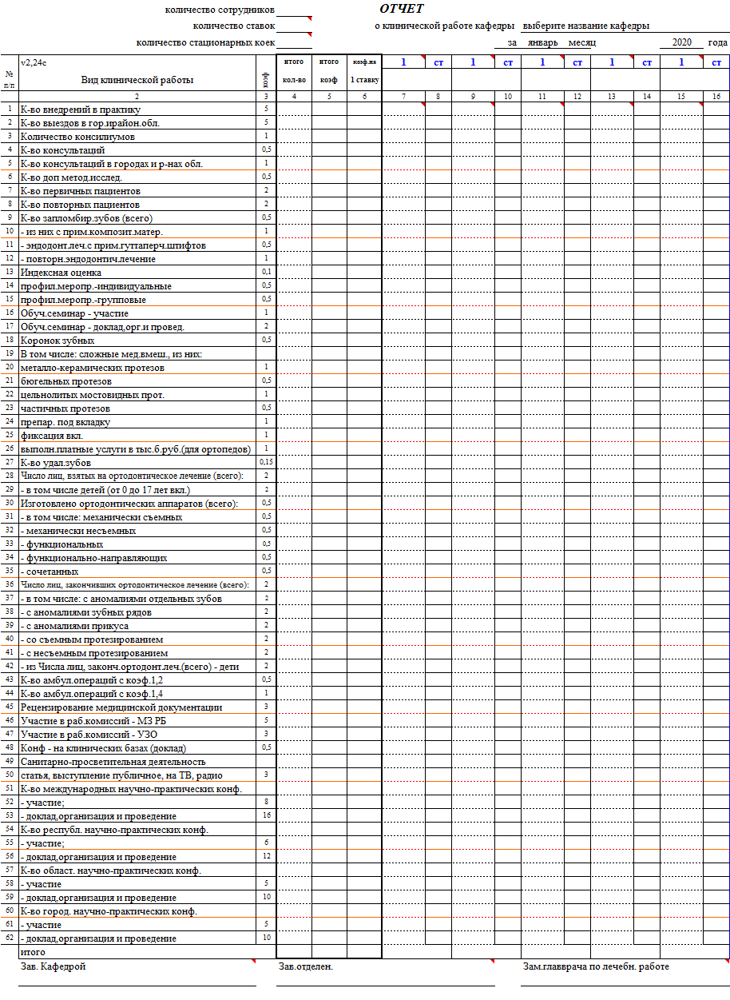 количество сотрудников ОТЧЕТ
количество ставок о клинической работе кафедры выберите название кафедры
количество стационарных коек за январь месяц 2020 года
v2,24с итого итого коэф.на 1 ст 1 ст 1 ст 1 ст 1 ст
№ п/п Вид клинической работы коэф кол-во коэф 1 ставку
2 3 4 5 6 7 8 9 10 11 12 13 14 15 16
1 К-во внедрений в практику 5
2 К-во выездов в гор.ирайон.обл. 5
3 Количество консилиумов 1
4 К-во консультаций 0,5
5 К-во консультаций в городах и р-нах обл. 1
6 К-во доп метод.исслед. 0,5
7 К-во первичных пациентов 2
8 К-во повторных пациентов 2
9 К-во запломбир.зубов (всего) 0,5
10 - из них с прим.композит.матер. 1
11 - эндодонт.леч.с прим.гуттаперч.штифтов 0,5
12 - повторн.эндодонтич.лечение 1
13 Индексная оценка 0,1
14 профил.меропр.-индивидуальные 0,5
15 профил.меропр.-групповые 0,5
16 Обуч.семинар - участие 1
17 Обуч.семинар - доклад,орг.и провед. 2
18 Коронок зубных 0,5
19 В том числе: сложные мед.вмеш., из них:
20 металло-керамических протезов 1
21 бюгельных протезов 0,5
22 цельнолитых мостовидных прот. 1
23 частичных протезов 0,5
24 препар. под вкладку 1
25 фиксация вкл. 1
26 выполн.платные услуги в тыс.б.руб.(для ортопедов) 1
27 К-во удал.зубов 0,15
28 Число лиц, взятых на ортодонтическое лечение (всего): 2
29 - в том числе детей (от 0 до 17 лет вкл.) 2
30 Изготовлено ортодонтических аппаратов (всего): 0,5
31 - в том числе: механически съемных 0,5
32 - механически несъемных 0,5
33 - функциональных 0,5
34 - функционально-направляющих 0,5
35 - сочетанных 0,5
36 Число лиц, закончивших ортодонтическое лечение (всего): 2
37 - в том числе: с аномалиями отдельных зубов 2
38 - с аномалиями зубных рядов 2
39 - с аномалиями прикуса 2
40 - со съемным протезированием 2
41 - с несъемным протезированием 2
42 - из Числа лиц, законч.ортодонт.леч.(всего) - дети 2
43 К-во амбул.операций с коэф.1,2 0,5
44 К-во амбул.операций с коэф.1,4 1
45 Рецензирование медицинской документации 3
46 Участие в раб.комиссий - МЗ РБ 5
47 Участие в раб.комиссий - УЗО 3
48 Конф - на клинических базах (доклад) 0,5
49 Санитарно-просветительная деятельность
50 статья, выступление публичное, на ТВ, радио 3
51 К-во международных научно-практических конф.
52 - участие; 8
53 - доклад,организация и проведение 16
54 К-во республ. научно-практических конф.
55 - участие; 6
56 - доклад,организация и проведение 12
57 К-во област. научно-практических конф.
58 - участие 5
59 - доклад,организация и проведение 10
60 К-во город. научно-практических конф.
61 - участие 5
62 - доклад,организация и проведение 10
итого
Зав. Кафедрой Зав.отделен. Зам.главврача по лечебн. работе